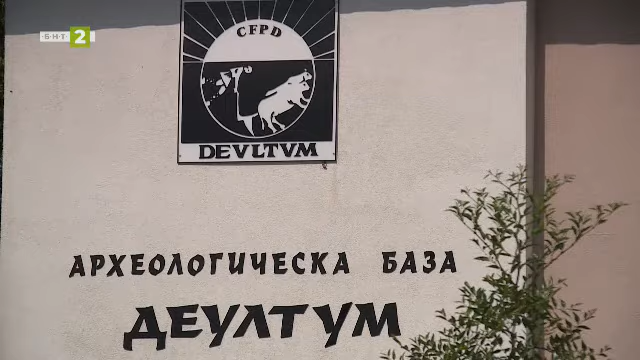 БНТ 2
CFPD
DEVLTVM
АРХЕОЛОГИЧЕСКА БАЗА
ДЕУЛТУМ